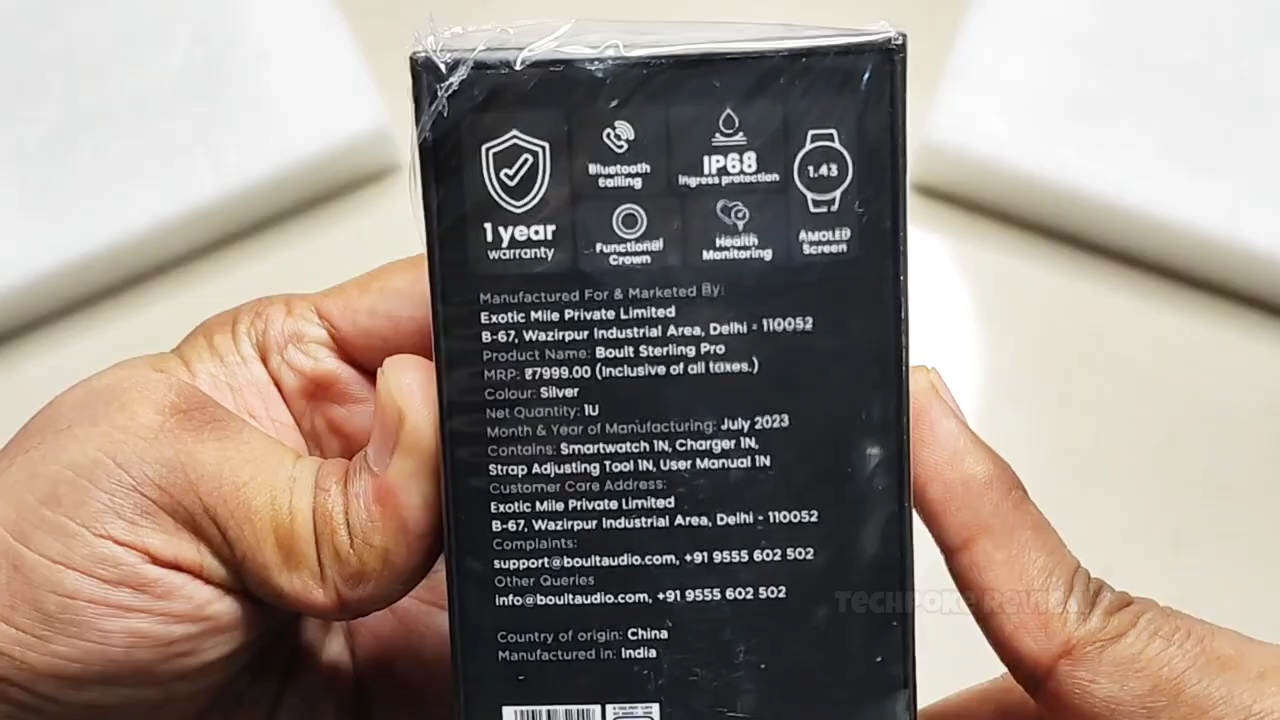 1 year
warranty
Bluetooth
Calling
IP68
Ingress protection
1.43
AMOLED
Screen
Functional
Crown
Health
Monitoring
Manufactured For & Marketed By:
Exotic Mile Private Limited
B-67, Wazirpur Industrial Area, Delhi - 110052
Product Name: Boult Sterling Pro
MRP: ₹7999.00 (Inclusive of all taxes.)
Colour: Silver
Net Quantity: 1U
Month & Year of Manufacturing: July 2023
Contains: Smartwatch 1N, Charger 1N,
Strap Adjusting Tool 1N, User Manual 1N
Customer Care Address:
Exotic Mile Private Limited
B-67, Wazirpur Industrial Area, Delhi - 110052
Complaints:
support@boultaudio.com, +91 9555 602 502
Other Queries
info@boultaudio.com, +91 9555 602 502
Country of origin: China
Manufactured in: India
TECHPOKE REVIEW